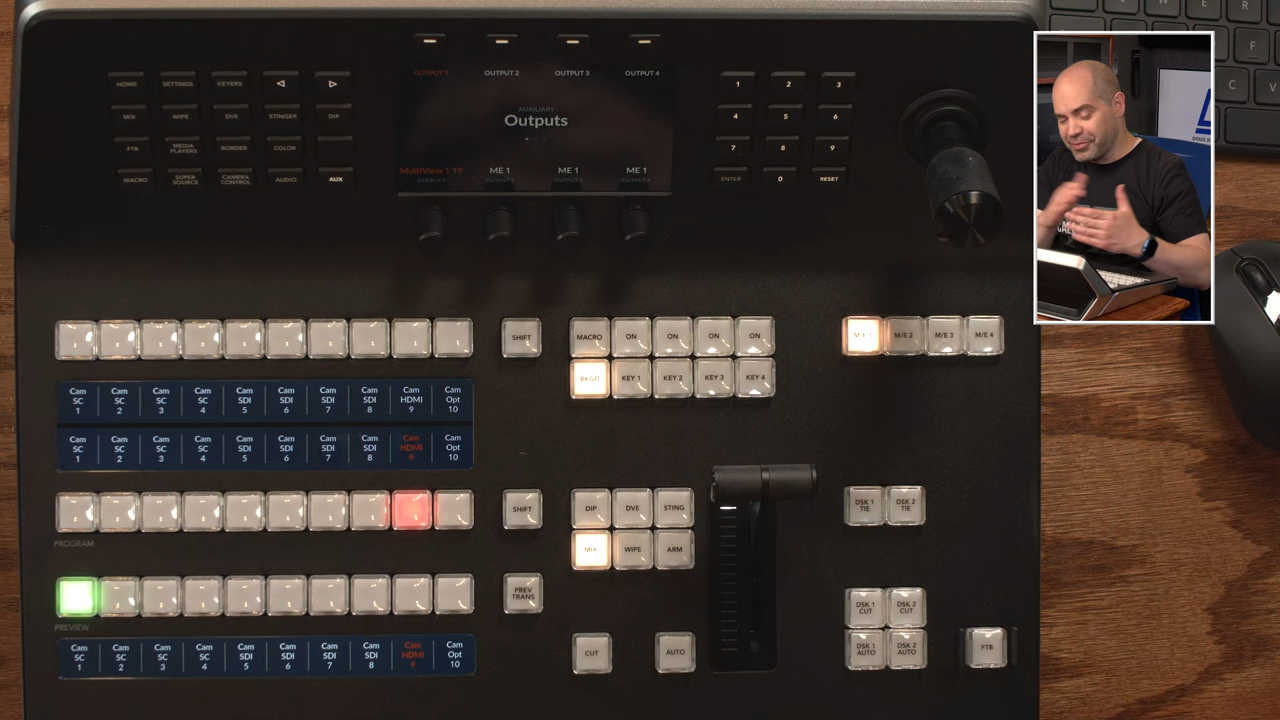 OUTPUT 1 OUTPUT 2 OUTPUT 3 OUTPUT 4
HOME SETTINGS KEYERS 1 2 3
AUXILIARY
Outputs
MIX WIPE DVE STINGER DIP 4 5 6
FTB MEDIA PLAYERS BORDER COLOR 7 8 9
MACRO SUPER SOURCE CAMERA CONTROL AUDIO AUX ENTER 0 RESET
MultiView 1 19 ME 1 ME 1 ME 1
OUTPUT 1 OUTPUT 2 OUTPUT 3 OUTPUT 4
SHIFT MACRO ON ON ON ON M/E 1 M/E 2 M/E 3 M/E 4
BKGD KEY 1 KEY 2 KEY 3 KEY 4
Cam Cam Cam Cam Cam Cam Cam Cam Cam Cam
SC SC SC SC SDI SDI SDI SDI HDMI Opt
1 2 3 4 5 6 7 8 9 10
Cam Cam Cam Cam Cam Cam Cam Cam Cam Cam
SC SC SC SC SDI SDI SDI SDI HDMI Opt
1 2 3 4 5 6 7 8 9 10
SHIFT DIP DVE STING DSK 1 TIE DSK 2 TIE
PROGRAM
MIX WIPE ARM
PREV TRANS DSK 1 CUT DSK 2 CUT
PREVIEW
Cam Cam Cam Cam Cam Cam Cam Cam Cam Cam
SC SC SC SC SDI SDI SDI SDI HDMI Opt
1 2 3 4 5 6 7 8 9 10
CUT AUTO DSK 1 AUTO DSK 2 AUTO FTB
W E R
F
C V
DOUG